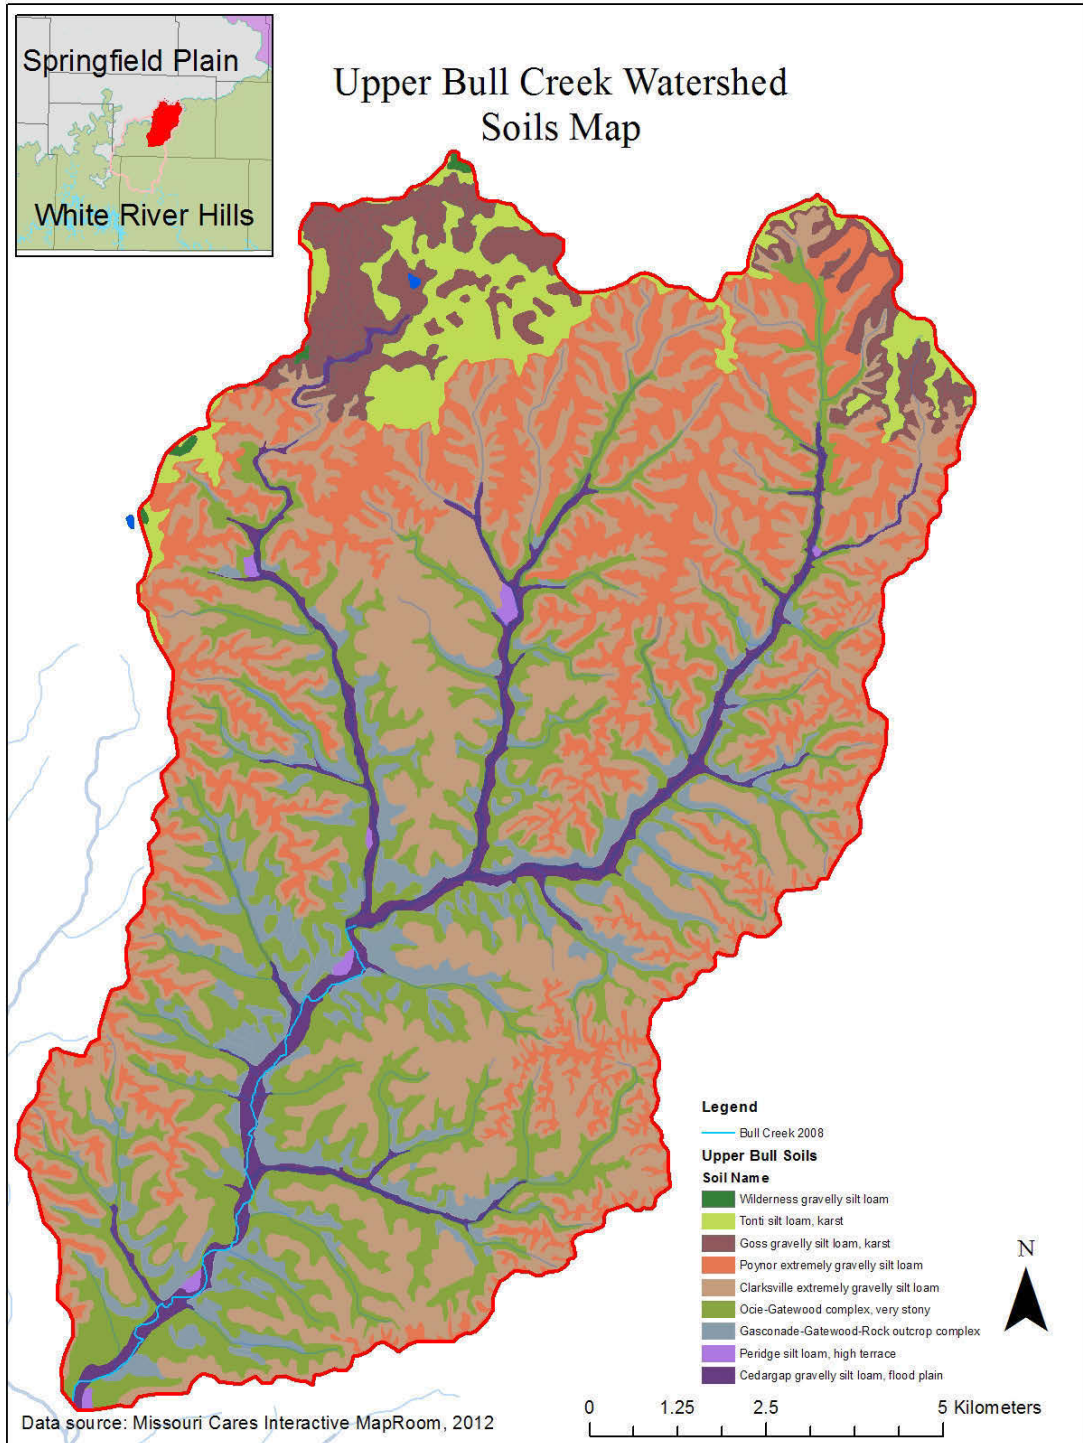 Springfield Plain
White River Hills
Upper Bull Creek Watershed
Soils Map
Legend
Bull Creek 2008
Upper Bull Soils
Soil Name
Wilderness gravelly silt loam
Tonti silt loam, karst
Goss gravelly silt loam, karst
Poynor extremely gravelly silt loam
Clarksville extremely gravelly silt loam
Ocie-Gatewood complex, very stony
Gasconade-Gatewood-Rock outcrop complex
Peridge silt loam, high terrace
Cedargap gravelly silt loam, flood plain
N
Data source: Missouri Cares Interactive MapRoom, 2012
0 1.25 2.5 5 Kilometers